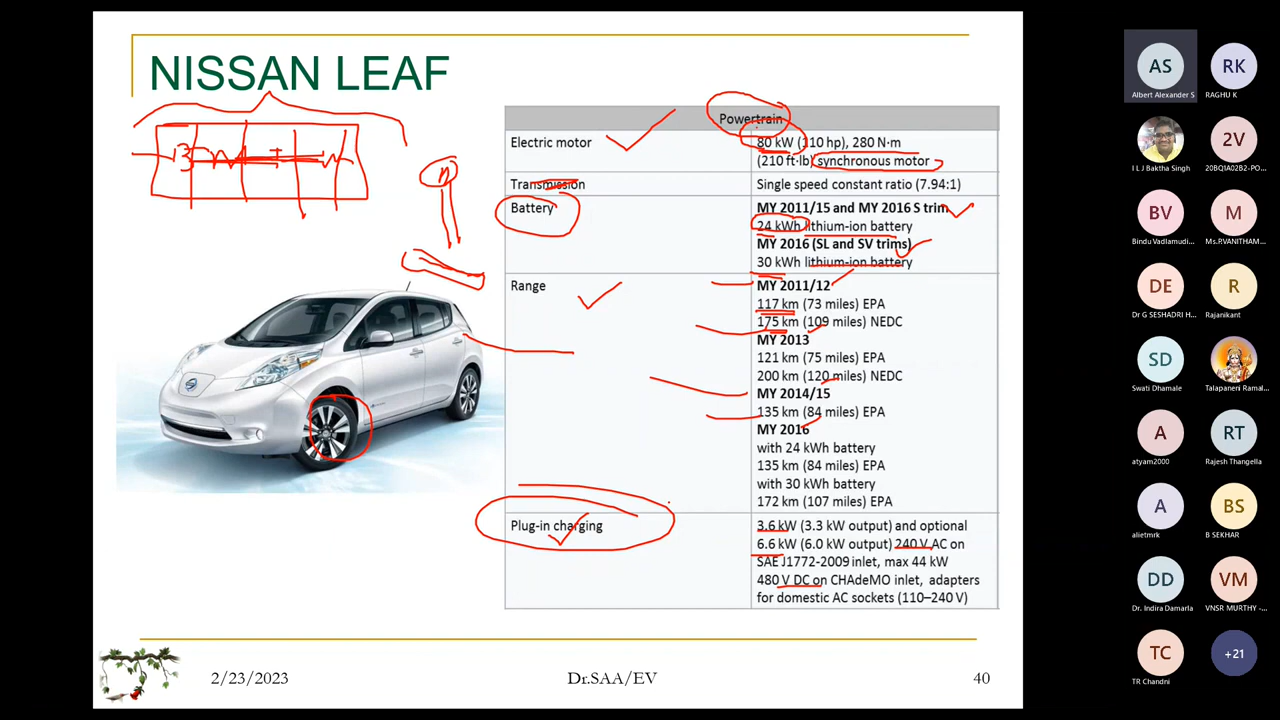 NISSAN LEAF
Powertrain
Electric motor
80 kW (110 hp), 280 N·m
(210 ft·lb) synchronous motor
Transmission
Single speed constant ratio (7.94:1)
Battery
MY 2011/15 and MY 2016 S trim
24 kWh lithium-ion battery
MY 2016 (SL and SV trims)
30 kWh lithium-ion battery
Range
MY 2011/12
117 km (73 miles) EPA
175 km (109 miles) NEDC
MY 2013
121 km (75 miles) EPA
200 km (120 miles) NEDC
MY 2014/15
135 km (84 miles) EPA
MY 2016
with 24 kWh battery
135 km (84 miles) EPA
with 30 kWh battery
172 km (107 miles) EPA
Plug-in charging
3.6 kW (3.3 kW output) and optional
6.6 kW (6.0 kW output) 240 V AC on
SAE J1772-2009 inlet, max 44 kW
480 V DC on CHAdeMO inlet, adapters
for domestic AC sockets (110–240 V)
2/23/2023
Dr.SAA/EV
40
AS
Albert Alexander S
RK
RAGHU K
I L J Baktha Singh
2V
20BQ1A02B2-PO...
BV
Bindu Vadlamudi...
M
Ms.P.VANITHAM...
DE
Dr G SESHADRI H...
R
Rajanikant
SD
Swati Dhamale
Talapaneni Ramal...
A
atyam2000
RT
Rajesh Thangella
A
alietmrk
BS
B SEKHAR
DD
Dr. Indira Damarla
VM
VNSR MURTHY -...
TC
TR Chandni
+21